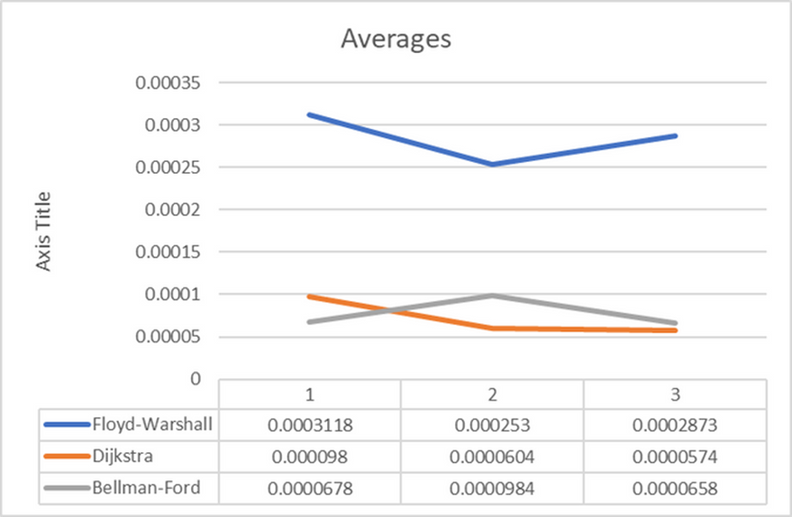 Averages
0.00035
0.0003
0.00025
0.0002
0.00015
0.0001
0.00005
0
Axis Title
1 2 3
Floyd-Warshall 0.0003118 0.000253 0.0002873
Dijkstra 0.000098 0.0000604 0.0000574
Bellman-Ford 0.0000678 0.0000984 0.0000658